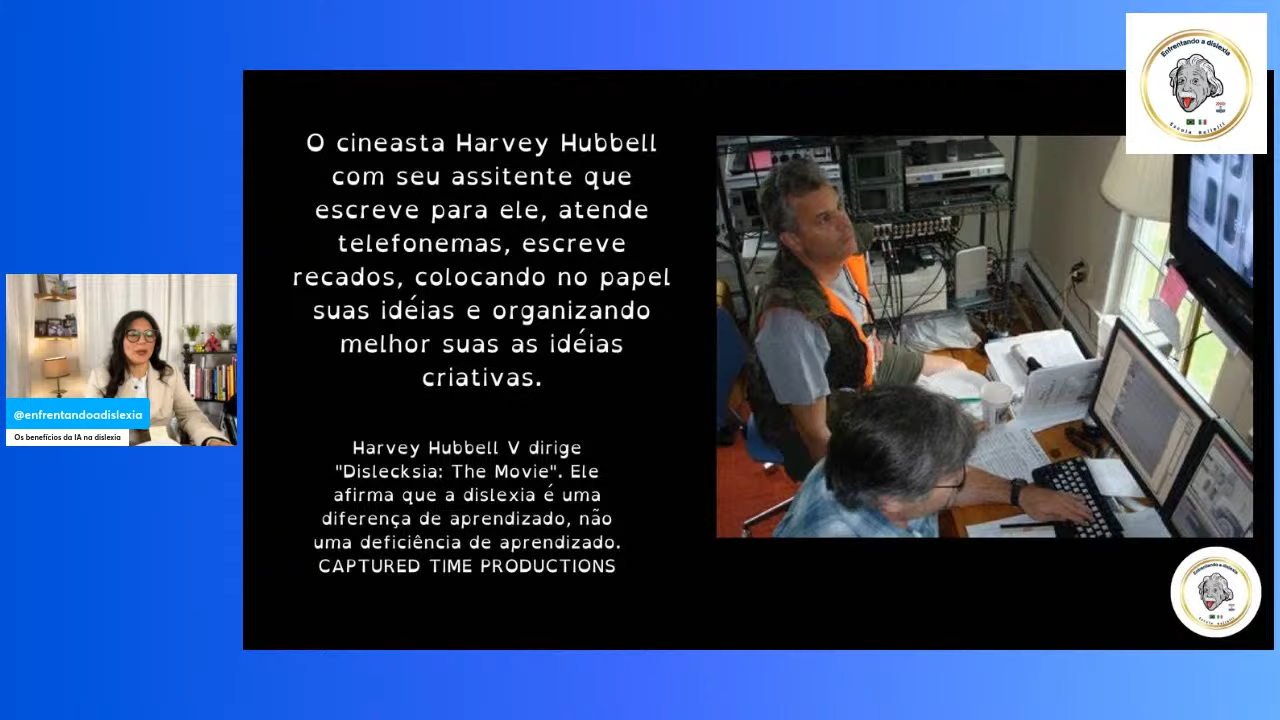 Enfrentando a dislexia
O cineasta Harvey Hubbell
com seu assitente que
escreve para ele, atende
telefonemas, escreve
recados, colocando no papel
suas idéias e organizando
melhor suas as idéias
criativas.
Harvey Hubbell V dirige
"Dislecksia: The Movie". Ele
afirma que a dislexia é uma
diferença de aprendizado, não
uma deficiência de aprendizado.
CAPTURED TIME PRODUCTIONS
@enfrentandoadislexia
Os benefícios da IA na dislexia
Enfrentando a dislexia